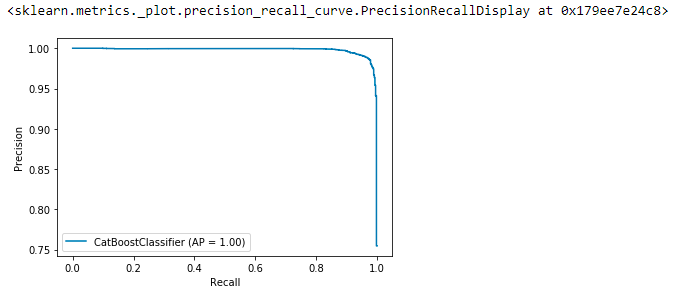 <sklearn.metrics._plot.precision_recall_curve.PrecisionRecallDisplay at 0x179ee7e24c8>
1.00
0.95
0.90
0.85
0.80
0.75
Precision
CatBoostClassifier (AP = 1.00)
0.0 0.2 0.4 0.6 0.8 1.0
Recall